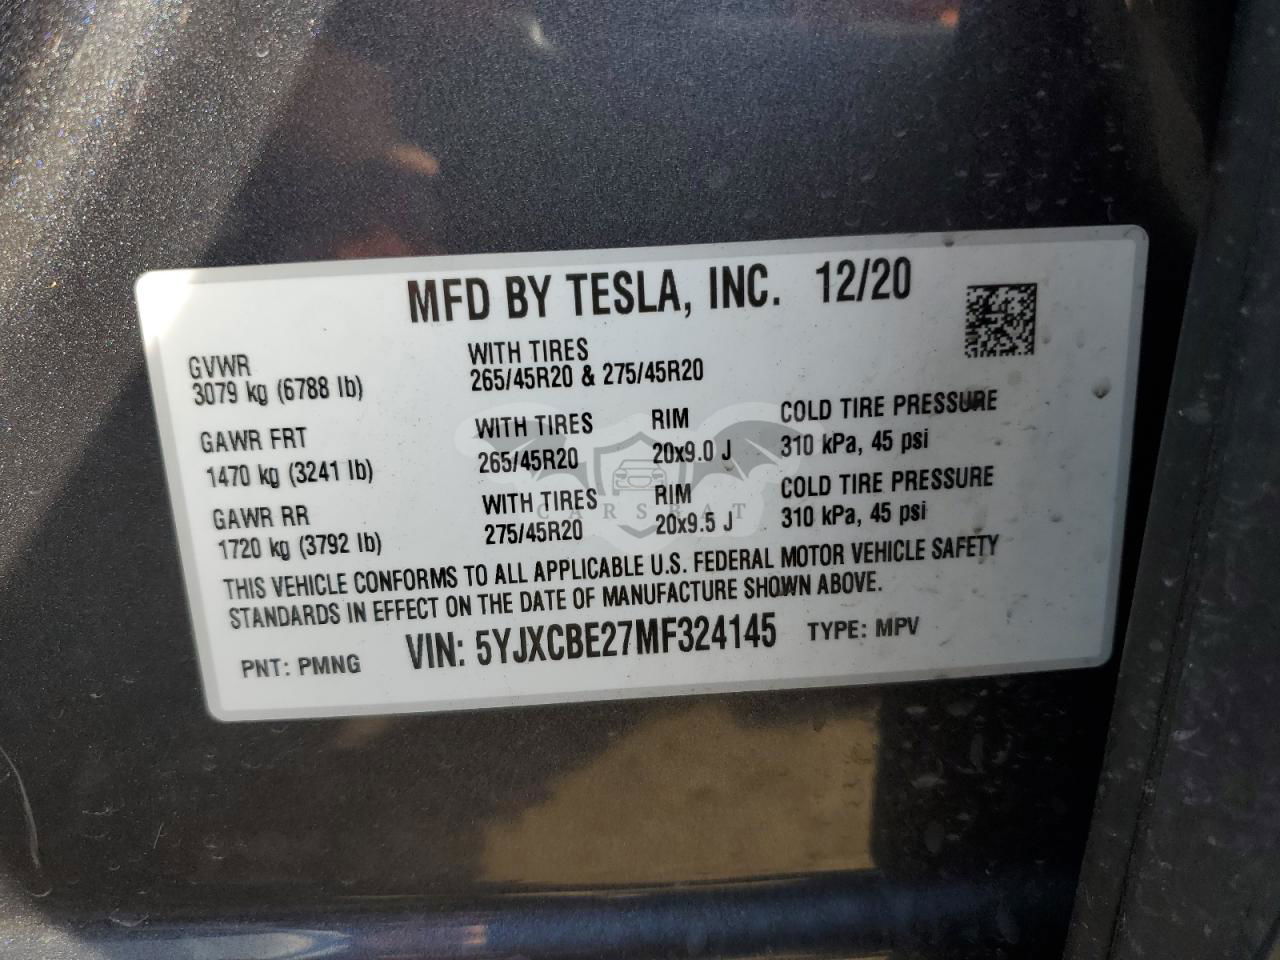 MFD BY TESLA, INC. 12/20
GVWR
3079 kg (6788 lb)
WITH TIRES
265/45R20 & 275/45R20
GAWR FRT
1470 kg (3241 lb)
WITH TIRES
265/45R20
RIM
20x9.0 J
COLD TIRE PRESSURE
310 kPa, 45 psi
GAWR RR
1720 kg (3792 lb)
WITH TIRES
275/45R20
RIM
20x9.5 J
COLD TIRE PRESSURE
310 kPa, 45 psi
CARSBAT
THIS VEHICLE CONFORMS TO ALL APPLICABLE U.S. FEDERAL MOTOR VEHICLE SAFETY
STANDARDS IN EFFECT ON THE DATE OF MANUFACTURE SHOWN ABOVE.
PNT: PMNG VIN: 5YJXCBE27MF324145 TYPE: MPV